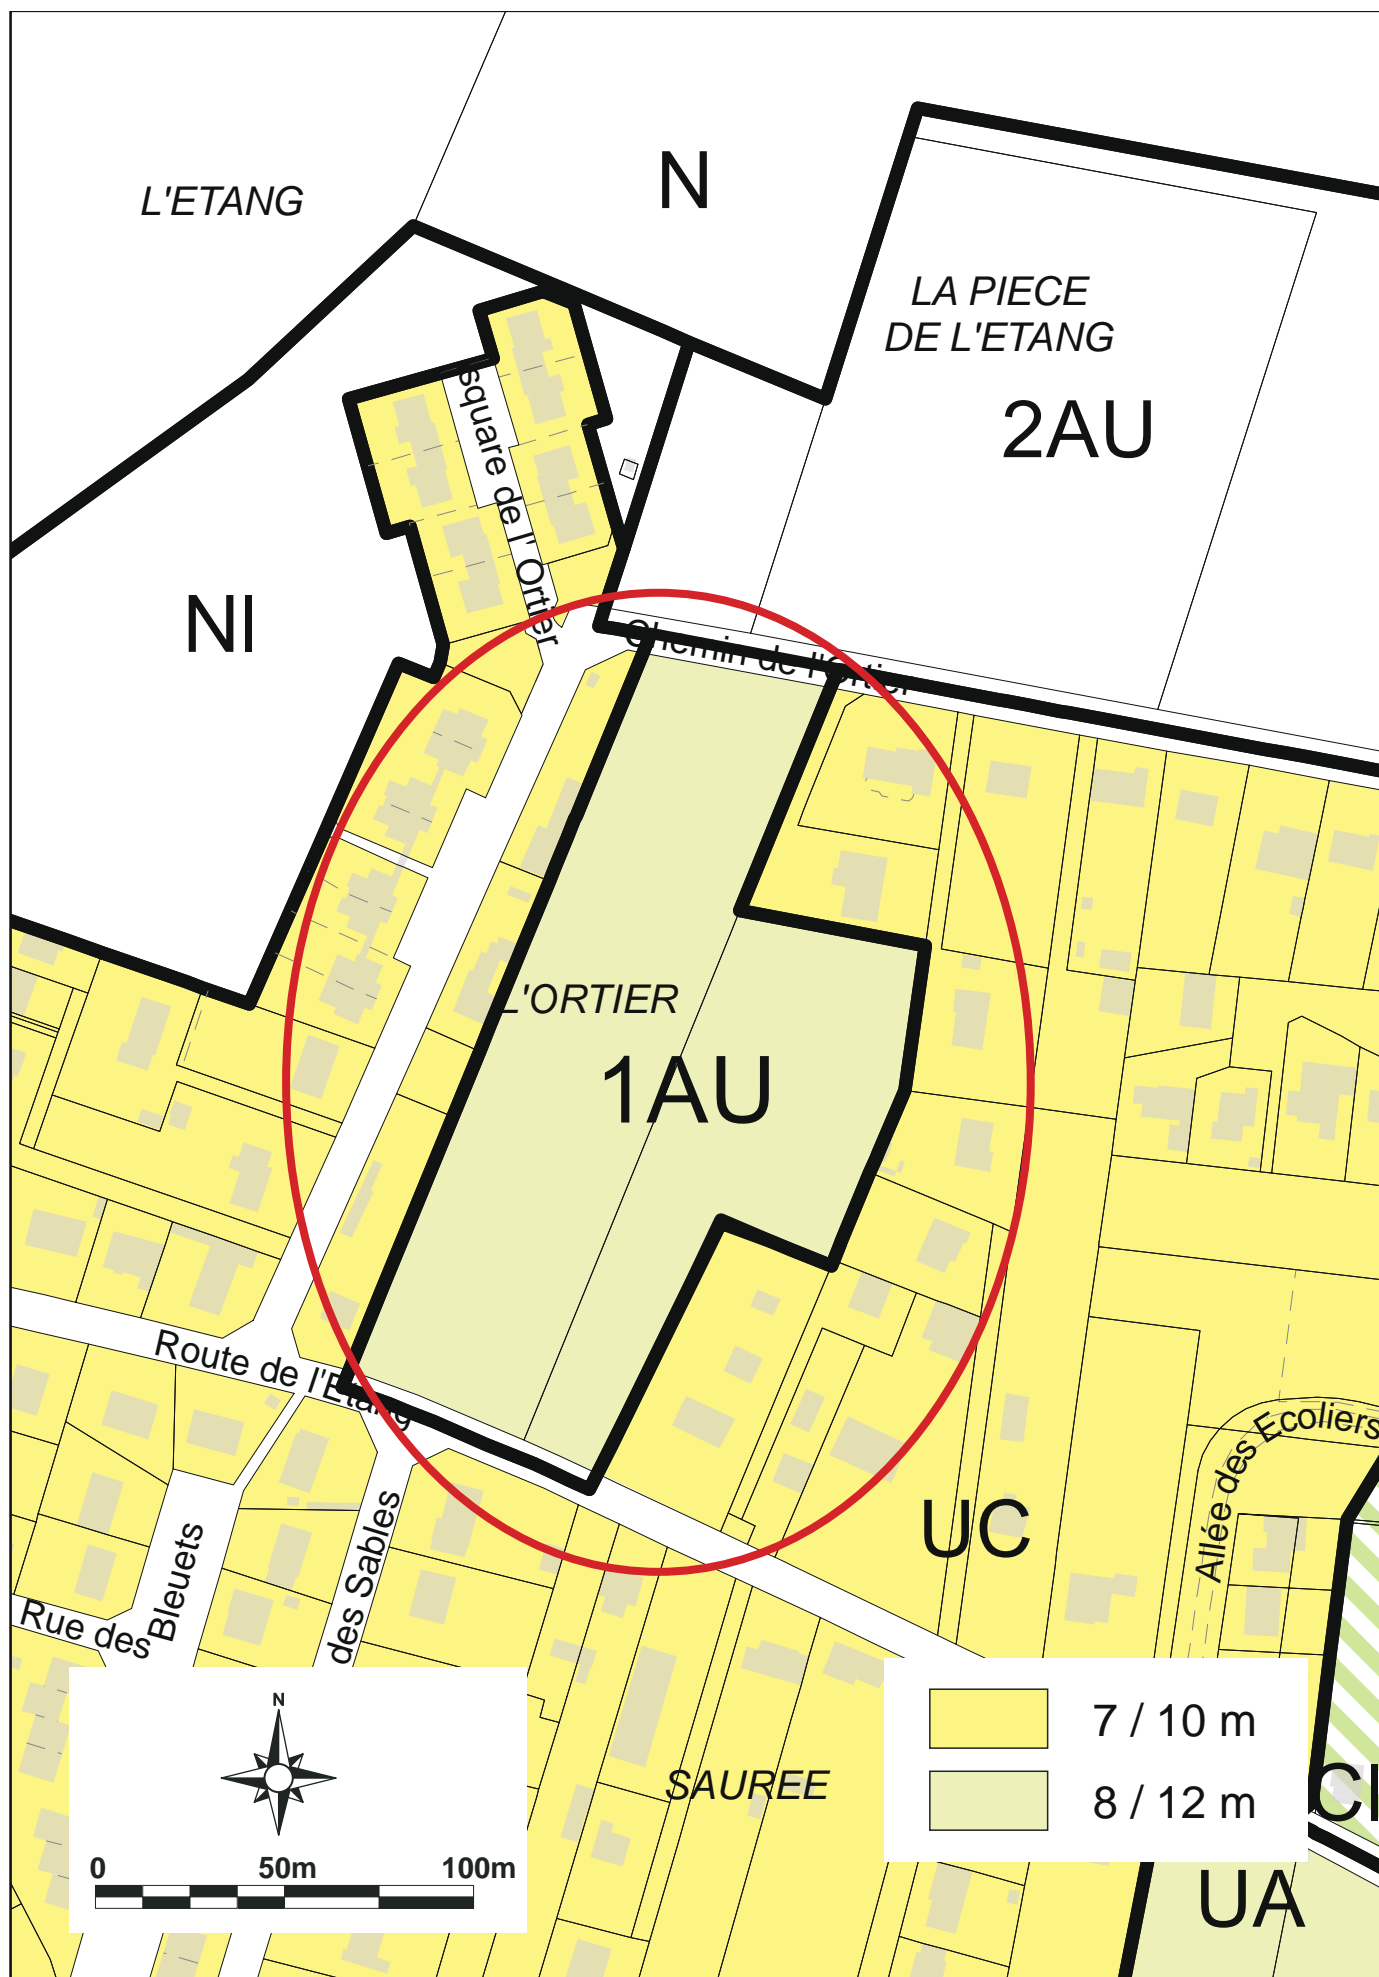 N
L'ETANG
LA PIECE
DE L'ETANG
2AU
square de l'Ortier
NI
Chemin de l'Ortier
L'ORTIER
1AU
Route de l'Etang
Allée des Ecoliers
UC
Bleuets
des Sables
Rue des
N
0 50m 100m
SAUREE
7 / 10 m
8 / 12 m
UA